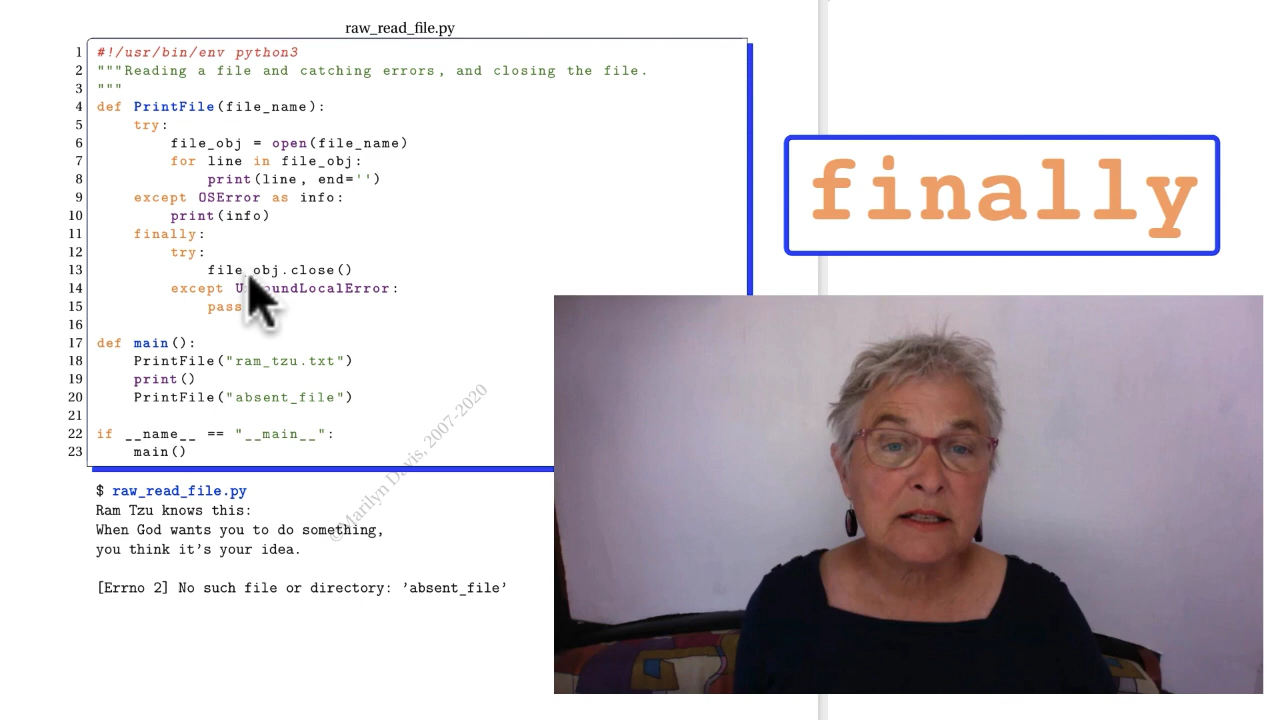 raw_read_file.py
1 #!/usr/bin/env python3
2 """Reading a file and catching errors, and closing the file.
3 """
4 def PrintFile(file_name):
5     try:
6         file_obj = open(file_name)
7         for line in file_obj:
8             print(line, end='')
9     except OSError as info:
10         print(info)
11     finally:
12         try:
13             file_obj.close()
14         except UnboundLocalError:
15             pass
16
17 def main():
18     PrintFile("ram_tzu.txt")
19     print()
20     PrintFile("absent_file")
21
22 if __name__ == "__main__":
23     main()
$ raw_read_file.py
Ram Tzu knows this:
When God wants you to do something,
you think it's your idea.
[Errno 2] No such file or directory: 'absent_file'
©Marilyn Davis, 2007-2020
finally